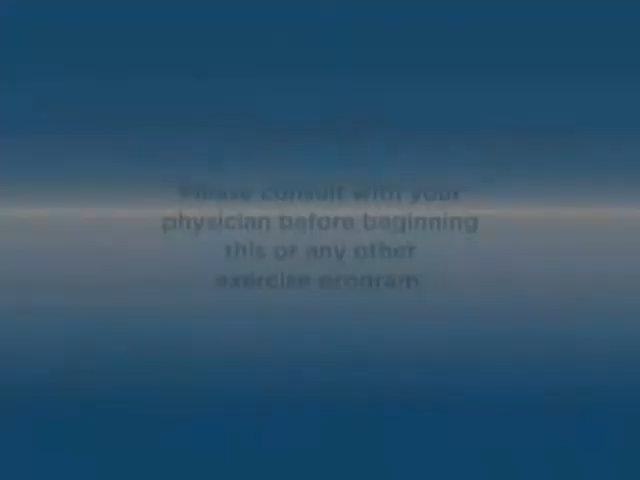 Please consult with your
physician before beginning
this or any other
exercise program